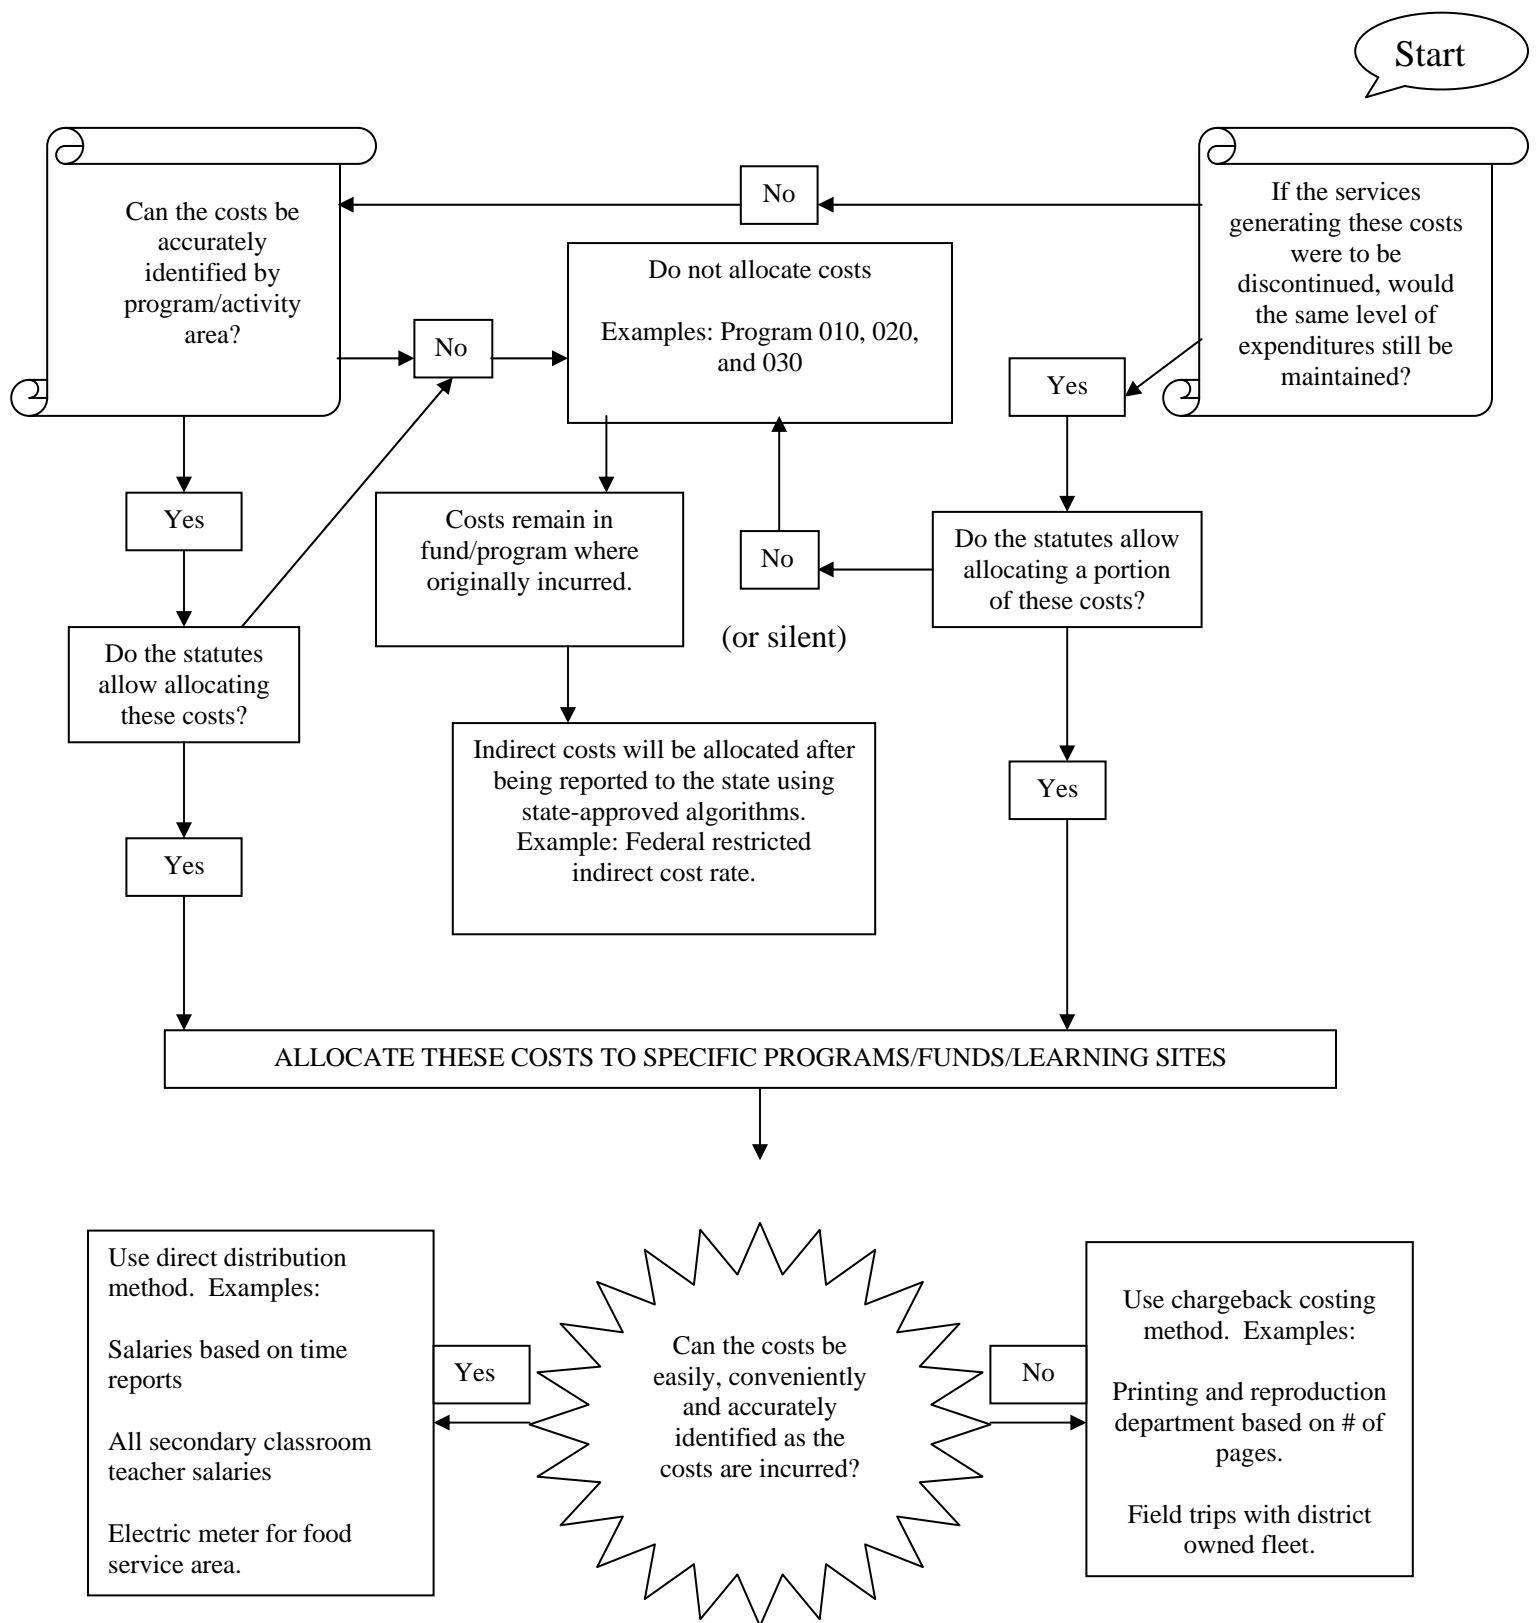 Start
If the services
generating these costs
were to be
discontinued, would
the same level of
expenditures still be
maintained?
No
Can the costs be
accurately
identified by
program/activity
area?
Do not allocate costs
Examples: Program 010, 020,
and 030
No
Yes
Yes
Costs remain in
fund/program where
originally incurred.
No
(or silent)
Do the statutes allow
allocating a portion
of these costs?
Do the statutes
allow allocating
these costs?
Indirect costs will be allocated after
being reported to the state using
state-approved algorithms.
Example: Federal restricted
indirect cost rate.
Yes
Yes
ALLOCATE THESE COSTS TO SPECIFIC PROGRAMS/FUNDS/LEARNING SITES
Use direct distribution
method.  Examples:
Salaries based on time
reports
All secondary classroom
teacher salaries
Electric meter for food
service area.
Yes
Can the costs be
easily, conveniently
and accurately
identified as the
costs are incurred?
No
Use chargeback costing
method.  Examples:
Printing and reproduction
department based on # of
pages.
Field trips with district
owned fleet.